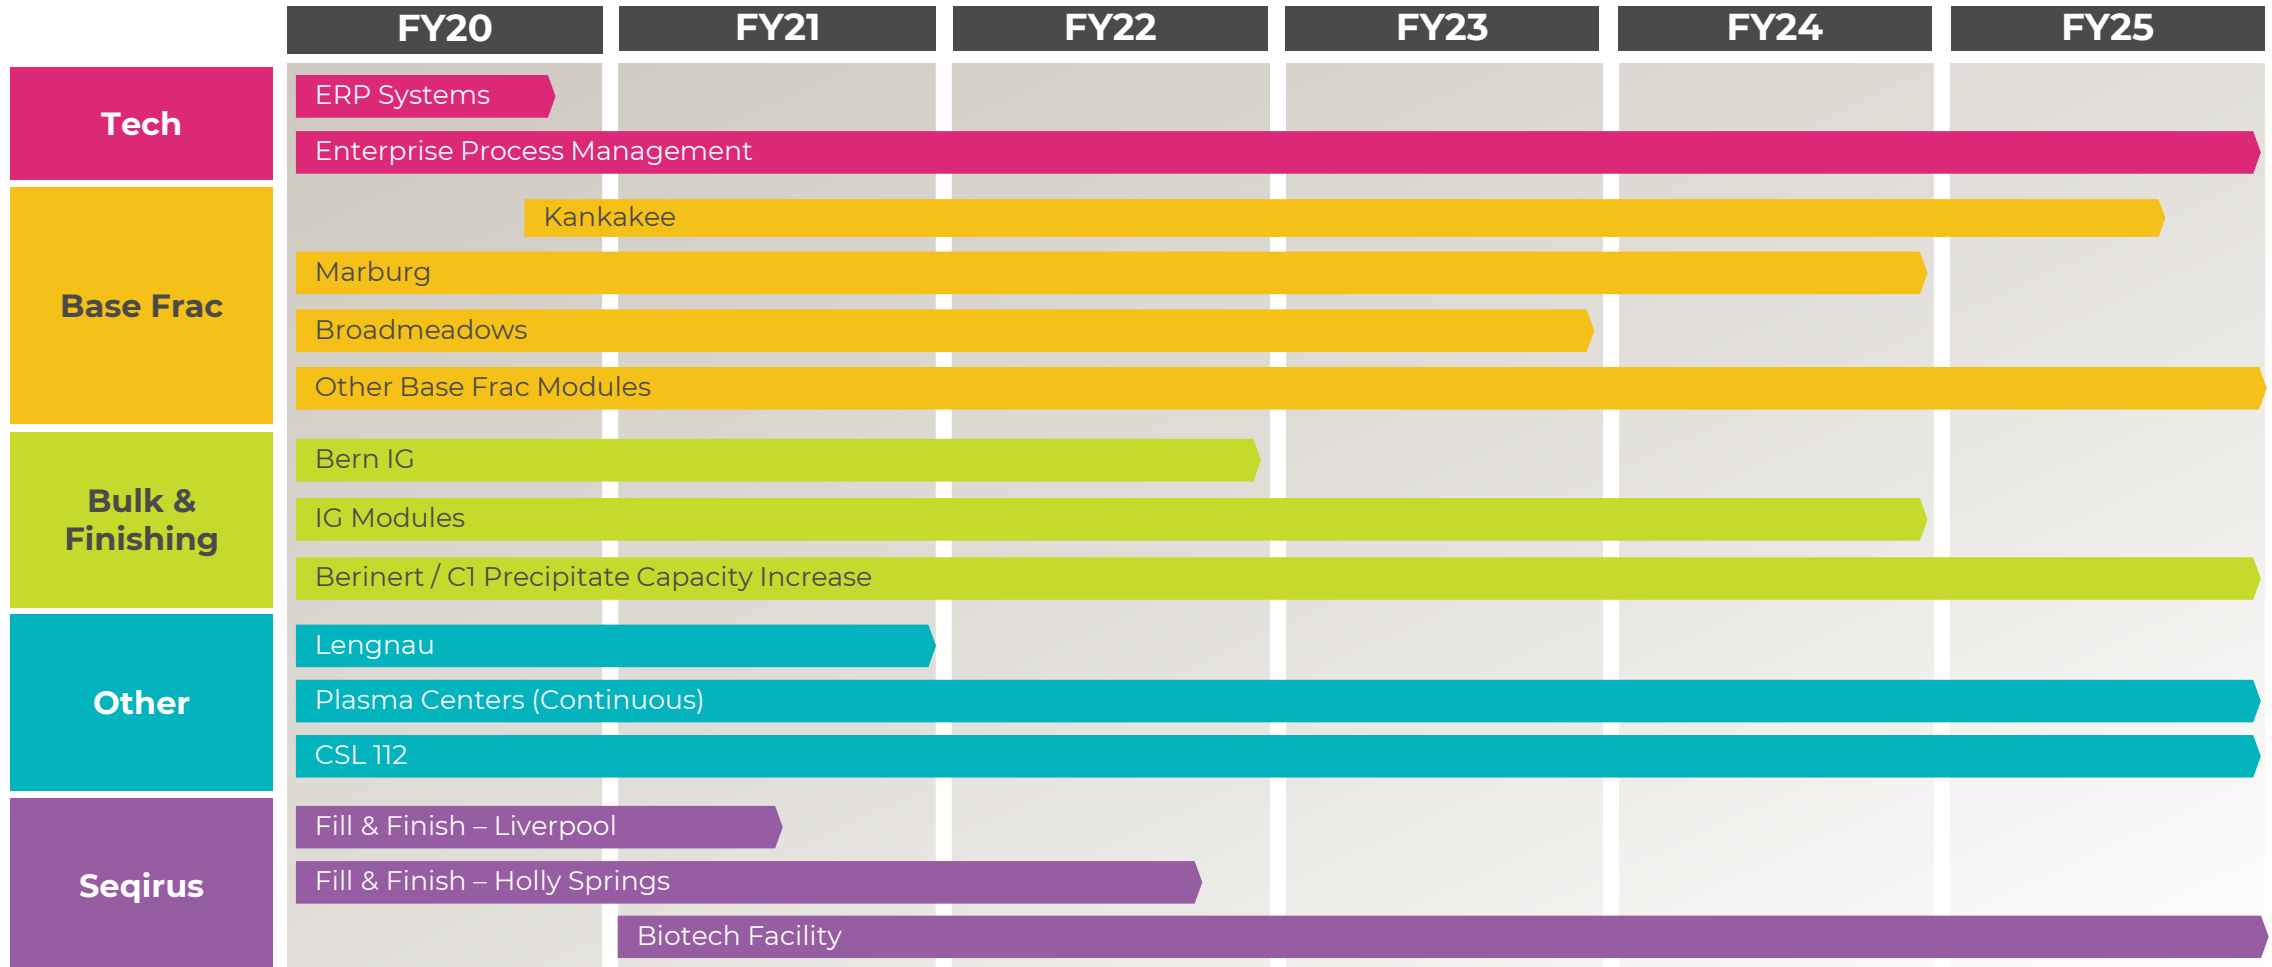 FY20 FY21 FY22 FY23 FY24 FY25
Tech
ERP Systems
Enterprise Process Management
Base Frac
Kankakee
Marburg
Broadmeadows
Other Base Frac Modules
Bulk &
Finishing
Bern IG
IG Modules
Berinert / C1 Precipitate Capacity Increase
Other
Lengnau
Plasma Centers (Continuous)
CSL 112
Seqirus
Fill & Finish – Liverpool
Fill & Finish – Holly Springs
Biotech Facility